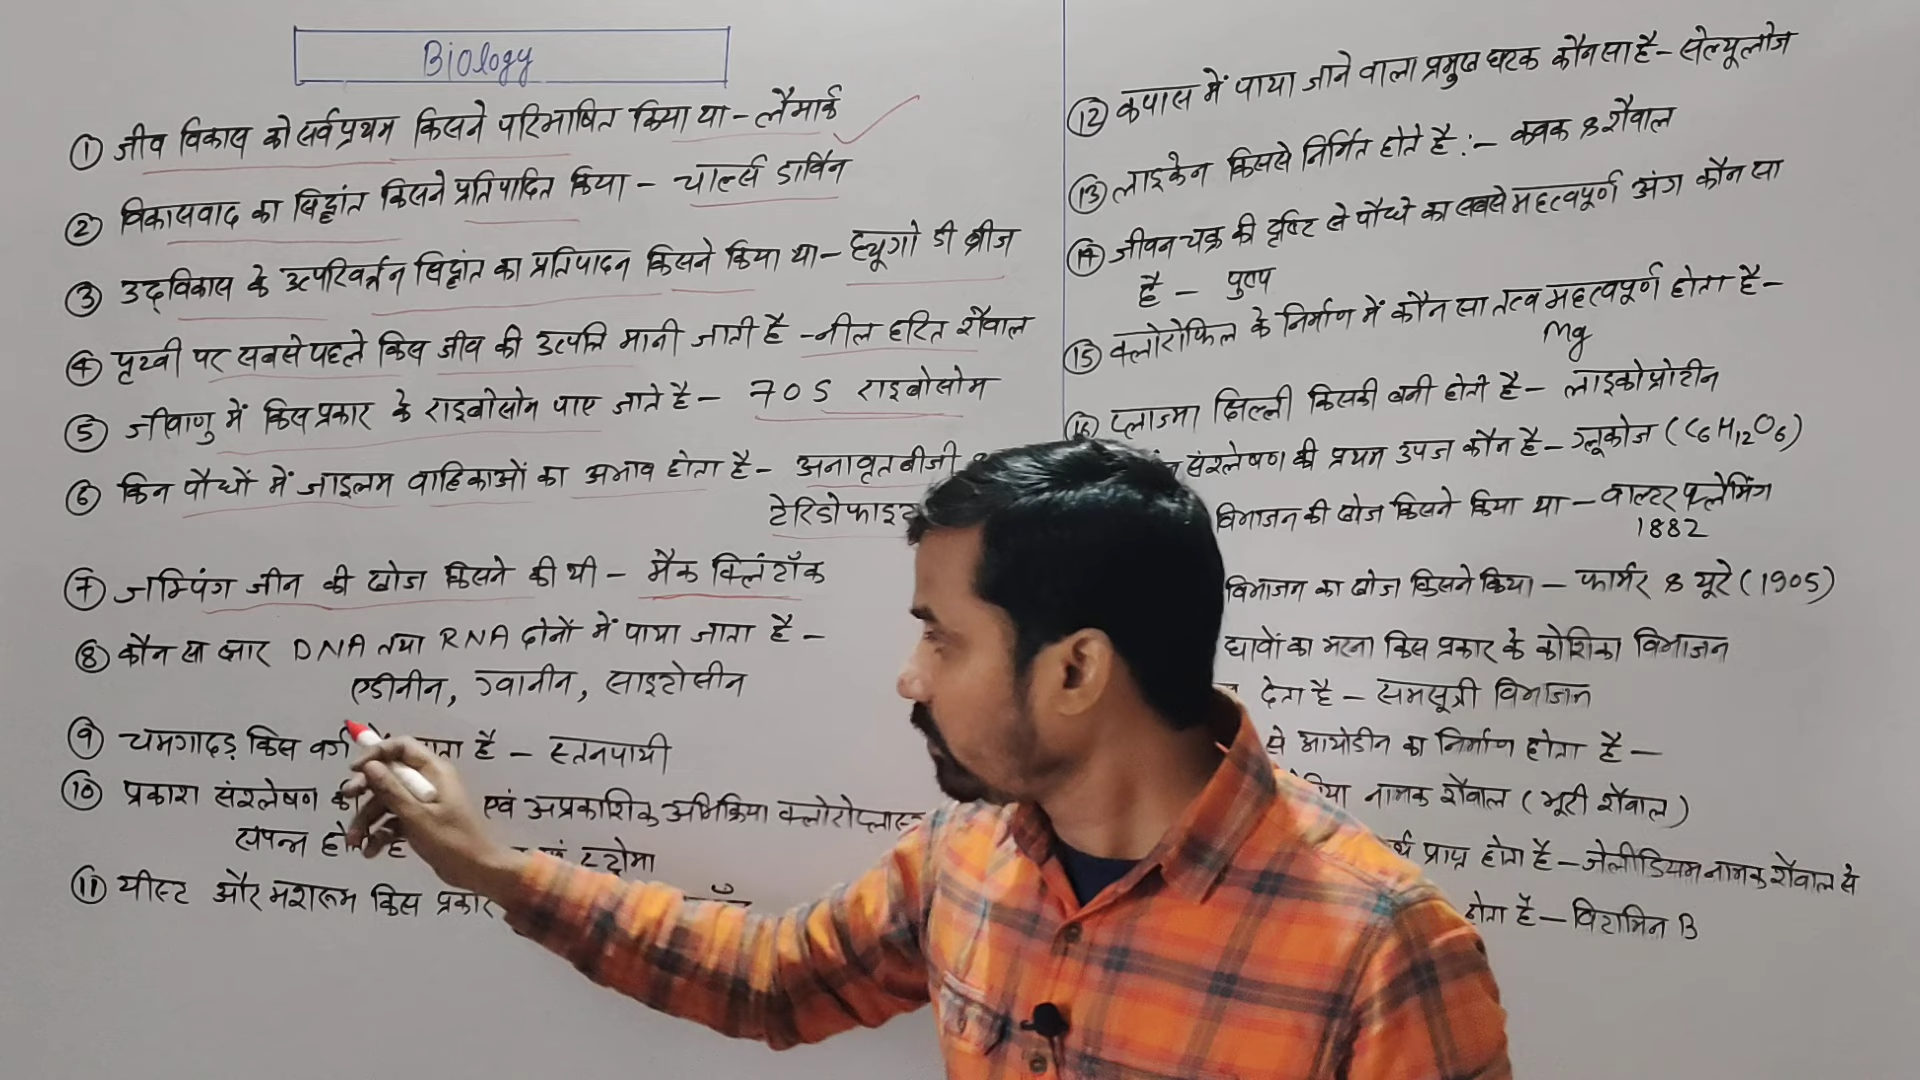 Biology
① जीव विकास को सर्वप्रथम किसने परिभाषित किया था - लैमार्क
② विकासवाद का सिद्धांत किसने प्रतिपादित किया - चार्ल्स डार्विन
③ उद्विकास के उत्परिवर्तन सिद्धांत का प्रतिपादन किसने किया था - ह्यूगो डी ब्रीज
④ पृथ्वी पर सबसे पहले किस जीव की उत्पत्ति मानी जाती है - नील हरित शैवाल
⑤ जीवाणु में किस प्रकार के राइबोसोम पाए जाते है - 70 S राइबोसोम
⑥ किन पौधों में जाइलम वाहिकाओं का अभाव होता है - अनावृतबीजी
⑦ जम्पिंग जीन की खोज किसने की थी - मैक क्लिंटॉक
⑧ कौन सा क्षार DNA तथा RNA दोनों में पाया जाता है -
एडीनीन, ग्वानीन, साइटोसीन
⑨ चमगादड़ किस है - स्तनपायी
⑩ प्रकाश संश्लेषण की एवं अप्रकाशिक अभिक्रिया
स्ट्रोमा
⑪ यीस्ट और मशरूम किस प्रकार
⑫ कपास में पाया जाने वाला प्रमुख घटक कौन सा है - सेल्यूलोज
⑬ लाइकेन किससे निर्मित होते है :- कवक & शैवाल
⑭ जीवन चक्र की दृष्टि से पौधे का सबसे महत्वपूर्ण अंग कौन सा
है - पुष्प
⑮ क्लोरोफिल के निर्माण में कौन सा तत्व महत्वपूर्ण होता है -
Mg
⑯ प्लाज्मा झिल्ली किसकी बनी होती है - लाइकोप्रोटीन
संश्लेषण की प्रथम उपज कौन है - ग्लूकोज (C6H12O6)
विभाजन की खोज किसने किया था - वाल्टर फ्लेमिंग
1882
विभाजन का खोज किसने किया - फार्मर & मूरे (1905)
घावों का भरना किस प्रकार के कोशिका विभाजन
देता है - समसूत्री विभाजन
से आयोडीन का निर्माण होता है -
नामक शैवाल (भूरी शैवाल)
प्राप्त होता है - जेलीडियम नामक शैवाल से
होता है - विटामिन B